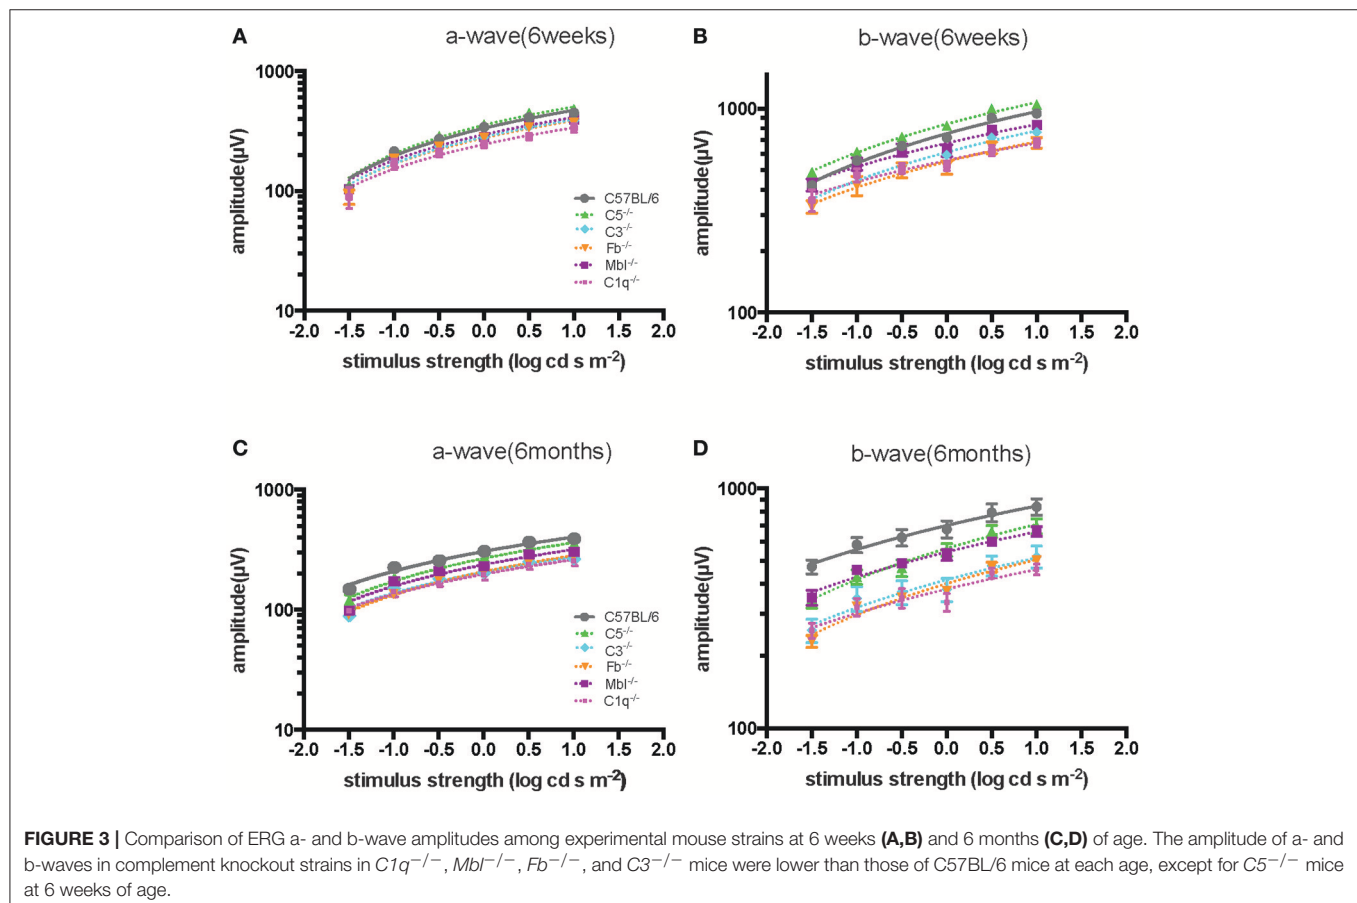 A
a-wave(6weeks)
1000
100
10
amplitude(µV)
-2.0 -1.5 -1.0 -0.5 0.0 0.5 1.0 1.5 2.0
stimulus strength (log cd s m⁻²)
C57BL/6
C5⁻/⁻
C3⁻/⁻
Fb⁻/⁻
Mbl⁻/⁻
C1q⁻/⁻
B
b-wave(6weeks)
1000
100
amplitude(µV)
-2.0 -1.5 -1.0 -0.5 0.0 0.5 1.0 1.5 2.0
stimulus strength (log cd s m⁻²)
C
a-wave(6months)
1000
100
10
amplitude(µV)
-2.0 -1.5 -1.0 -0.5 0.0 0.5 1.0 1.5 2.0
stimulus strength (log cd s m⁻²)
C57BL/6
C5⁻/⁻
C3⁻/⁻
Fb⁻/⁻
Mbl⁻/⁻
C1q⁻/⁻
D
b-wave(6months)
1000
100
amplitude(µV)
-2.0 -1.5 -1.0 -0.5 0.0 0.5 1.0 1.5 2.0
stimulus strength (log cd s m⁻²)
FIGURE 3 | Comparison of ERG a- and b-wave amplitudes among experimental mouse strains at 6 weeks (A,B) and 6 months (C,D) of age. The amplitude of a- and
b-waves in complement knockout strains in C1q⁻/⁻, Mbl⁻/⁻, Fb⁻/⁻, and C3⁻/⁻ mice were lower than those of C57BL/6 mice at each age, except for C5⁻/⁻ mice
at 6 weeks of age.